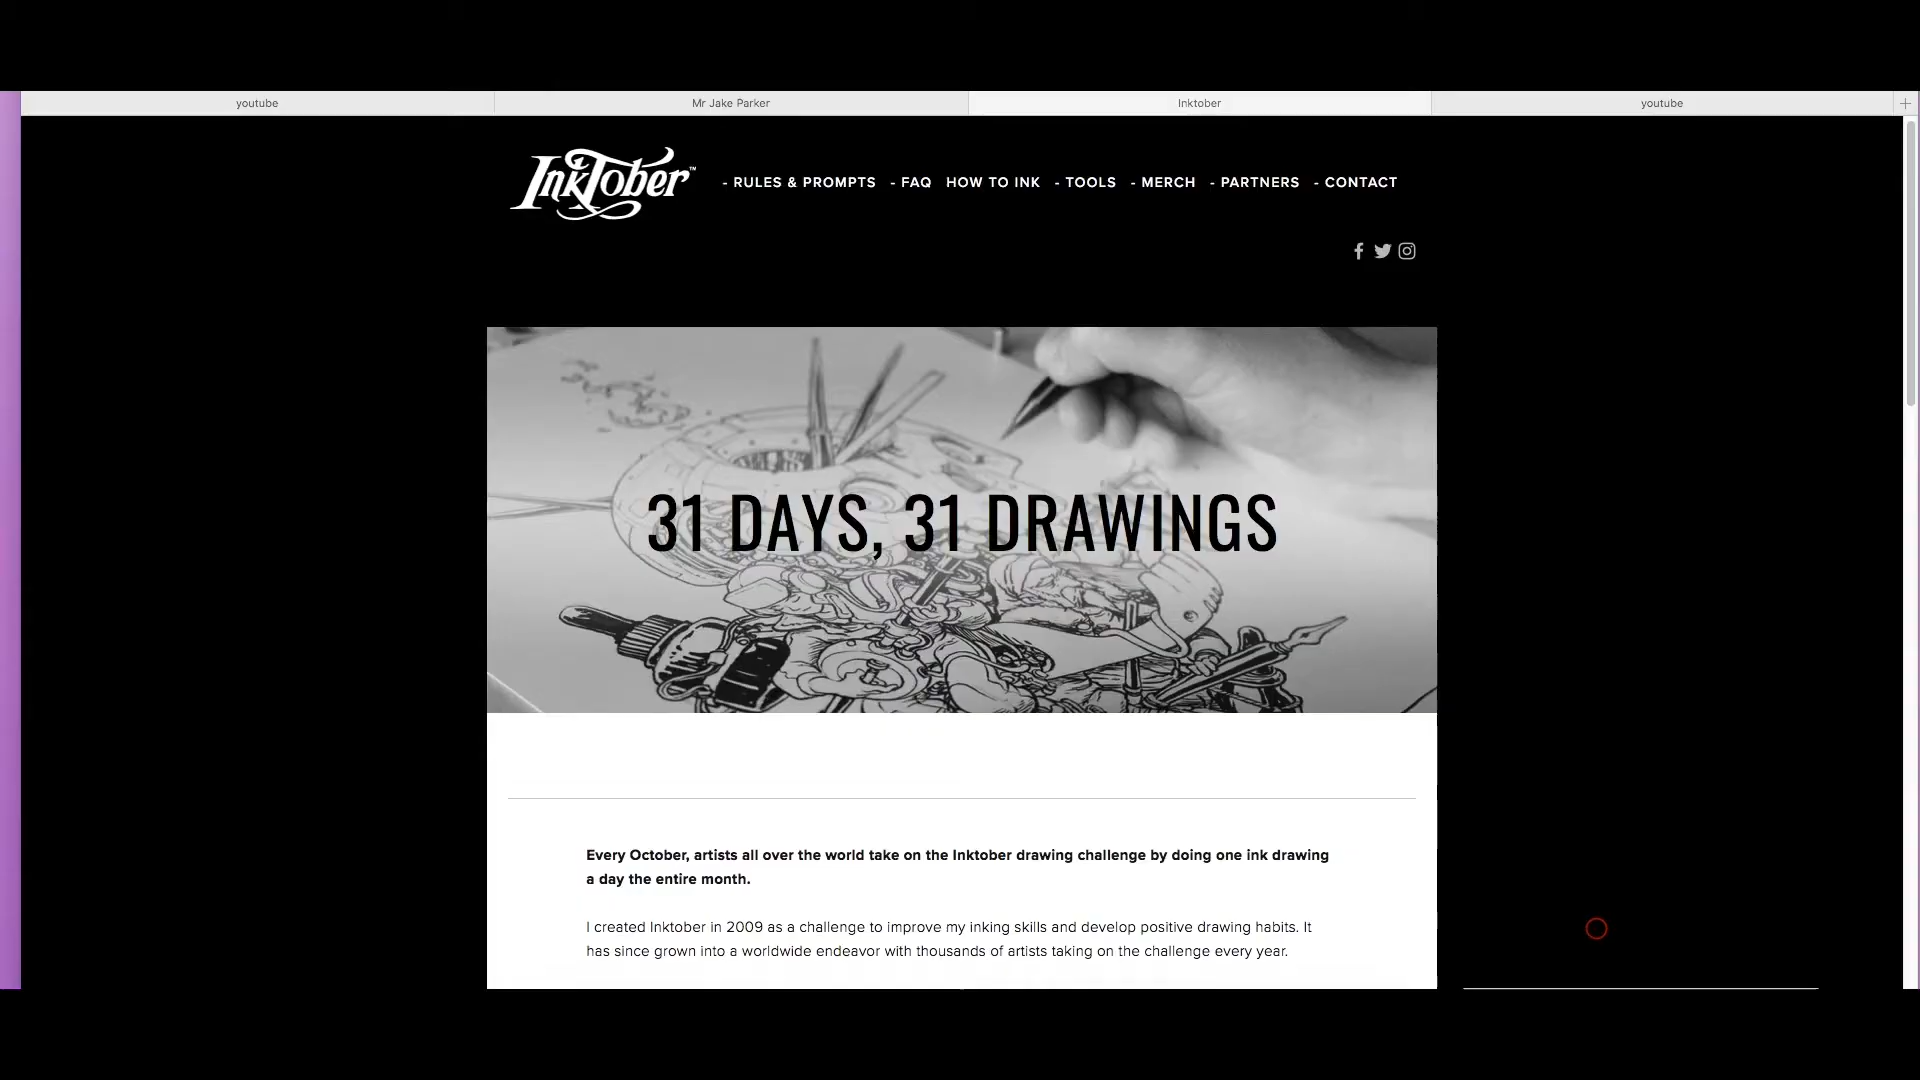 youtube
Mr Jake Parker
Inktober
youtube
InkTober™
- RULES & PROMPTS - FAQ HOW TO INK - TOOLS - MERCH - PARTNERS - CONTACT
31 DAYS, 31 DRAWINGS
Every October, artists all over the world take on the Inktober drawing challenge by doing one ink drawing
a day the entire month.
I created Inktober in 2009 as a challenge to improve my inking skills and develop positive drawing habits. It
has since grown into a worldwide endeavor with thousands of artists taking on the challenge every year.